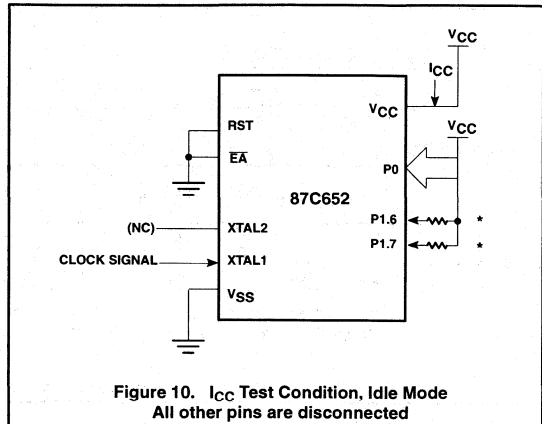 VCC
ICC
VCC
VCC
RST
EA
P0
87C652
(NC)
XTAL2
P1.6
*
CLOCK SIGNAL
XTAL1
P1.7
*
VSS
Figure 10. ICC Test Condition, Idle Mode
All other pins are disconnected